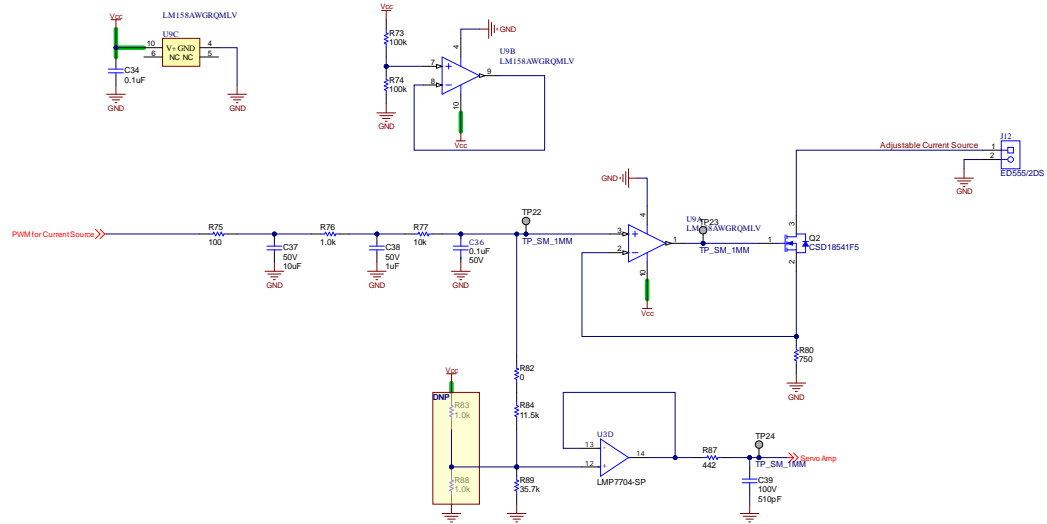 Vcc
LM158AWGRQMLV
U9C
10 V+ GND 4
6 NC NC 5
C34
0.1uF
GND
GND
Vcc
R73
100k
R74
100k
GND
GND
4
U9B
LM158AWGRQMLV
7
8
9
10
Vcc
J12
Adjustable Current Source
1
2
ED555/2DS
GND
PWM for Current Source
R75
100
C37
50V
10uF
GND
R76
1.0k
C38
50V
1uF
GND
R77
10k
C36
0.1uF
50V
GND
TP22
TP_SM_1MM
GND
4
U9A
LM158AWGRQMLV
3
2
1
10
Vcc
TP23
TP_SM_1MM
3
1
2
Q2
CSD18541F5
R80
750
GND
R82
0
R84
11.5k
Vcc
DNP
R83
1.0k
R88
1.0k
GND
R89
35.7k
GND
U3D
13
12
14
LMP7704-SP
R87
442
TP24
TP_SM_1MM
Servo Amp
C39
100V
510pF
GND